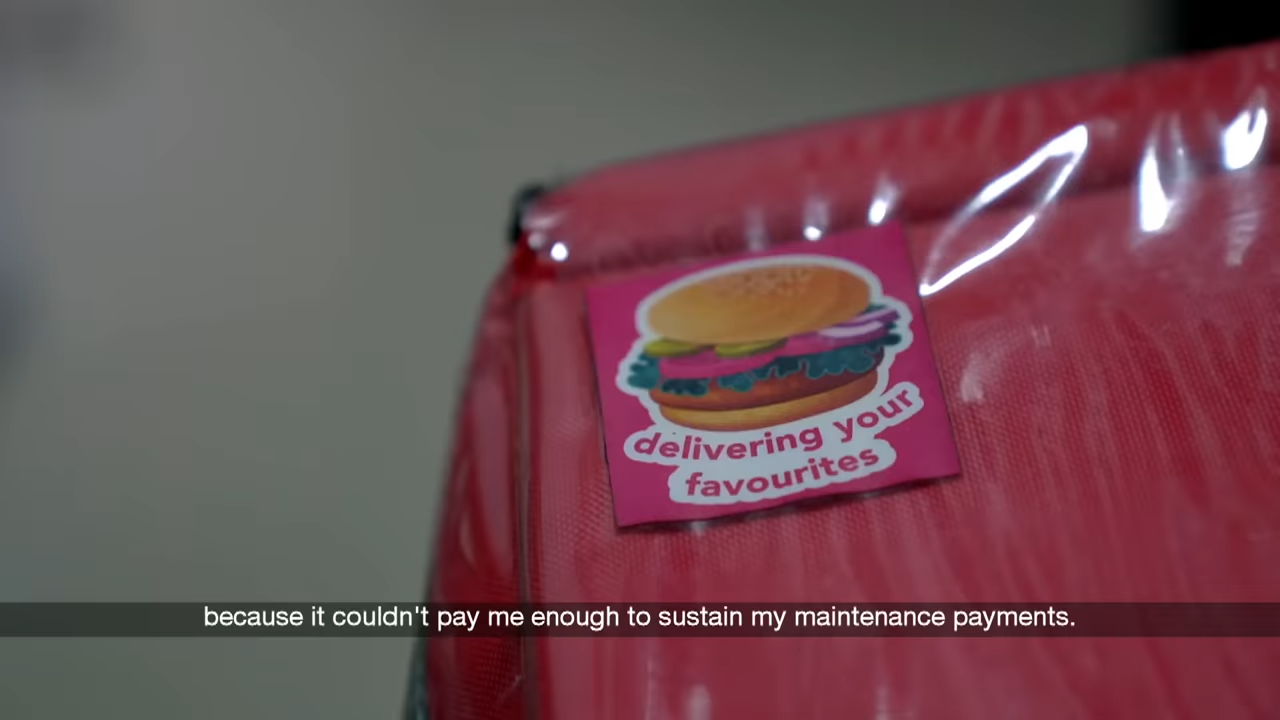 delivering your
favourites
because it couldn't pay me enough to sustain my maintenance payments.